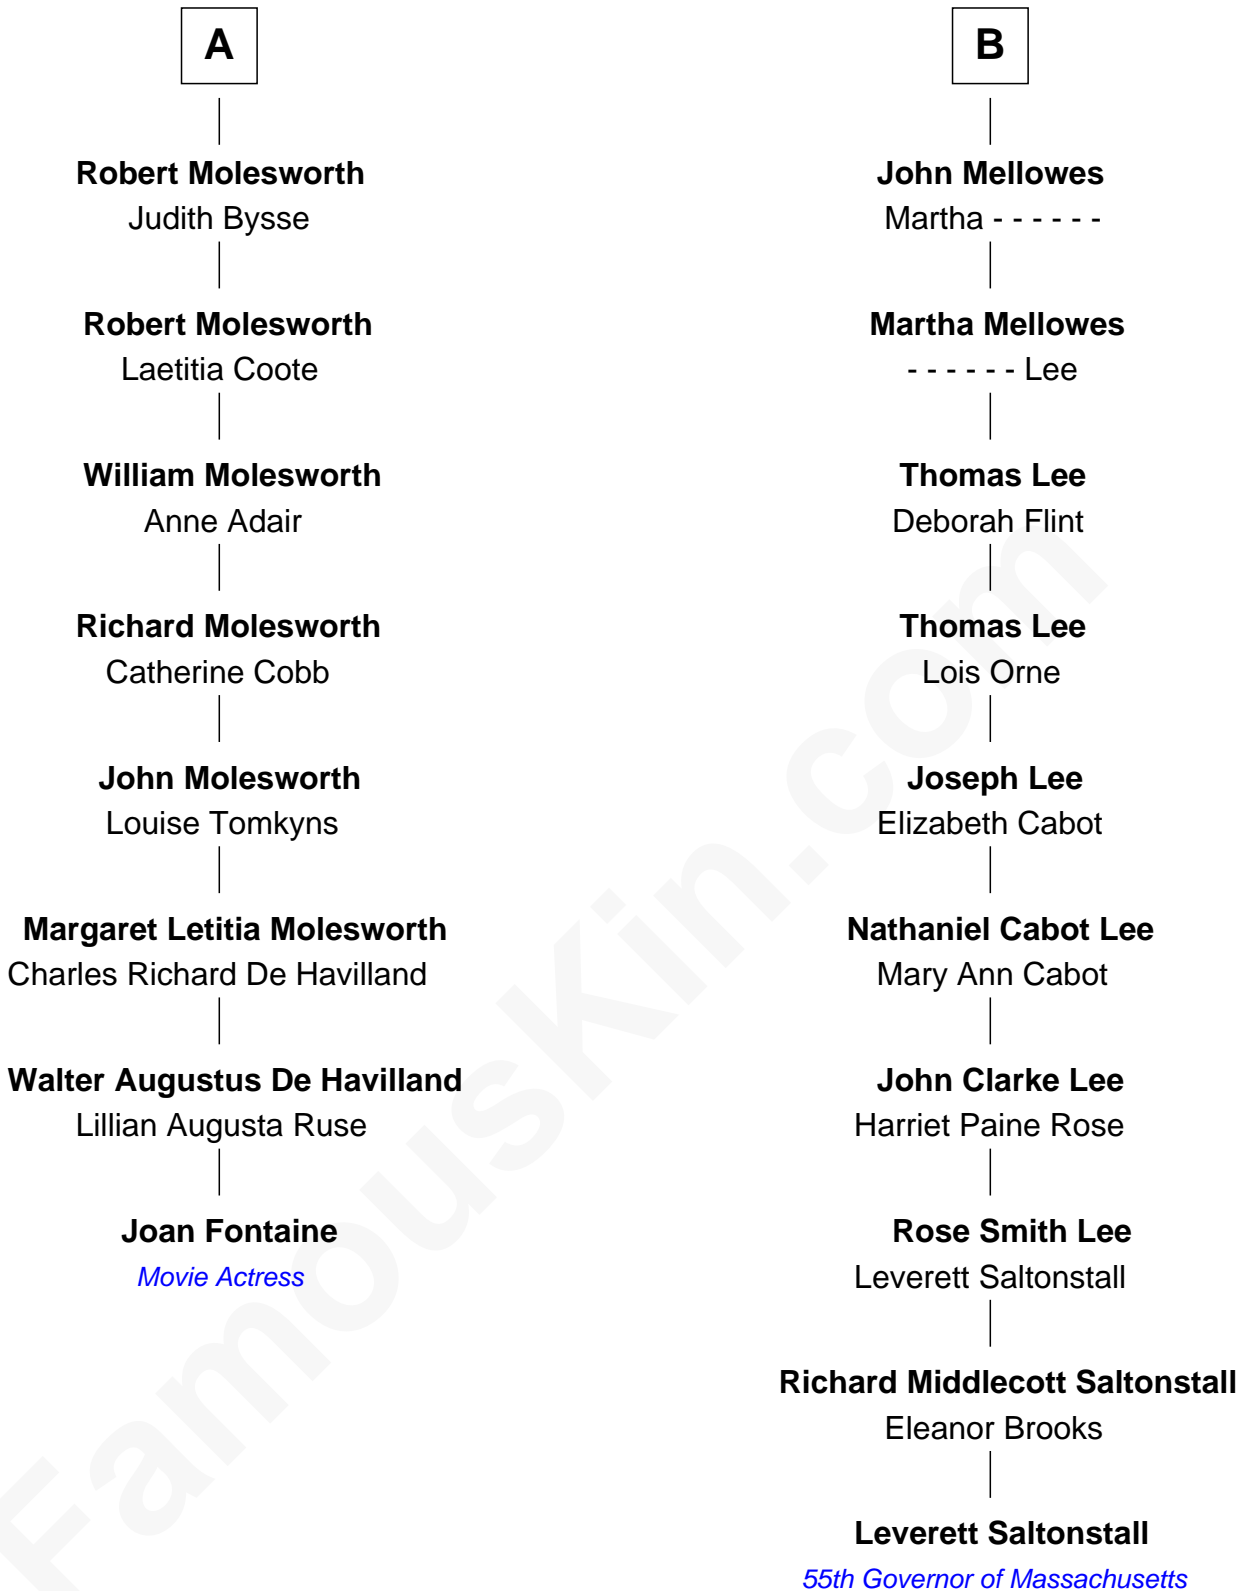 A
Robert Molesworth
Judith Bysse
Robert Molesworth
Laetitia Coote
William Molesworth
Anne Adair
Richard Molesworth
Catherine Cobb
John Molesworth
Louise Tomkyns
Margaret Letitia Molesworth
Charles Richard De Havilland
Walter Augustus De Havilland
Lillian Augusta Ruse
Joan Fontaine
Movie Actress
B
John Mellowes
Martha - - - - - -
Martha Mellowes
- - - - - - Lee
Thomas Lee
Deborah Flint
Thomas Lee
Lois Orne
Joseph Lee
Elizabeth Cabot
Nathaniel Cabot Lee
Mary Ann Cabot
John Clarke Lee
Harriet Paine Rose
Rose Smith Lee
Leverett Saltonstall
Richard Middlecott Saltonstall
Eleanor Brooks
Leverett Saltonstall
55th Governor of Massachusetts
FamousKin.com